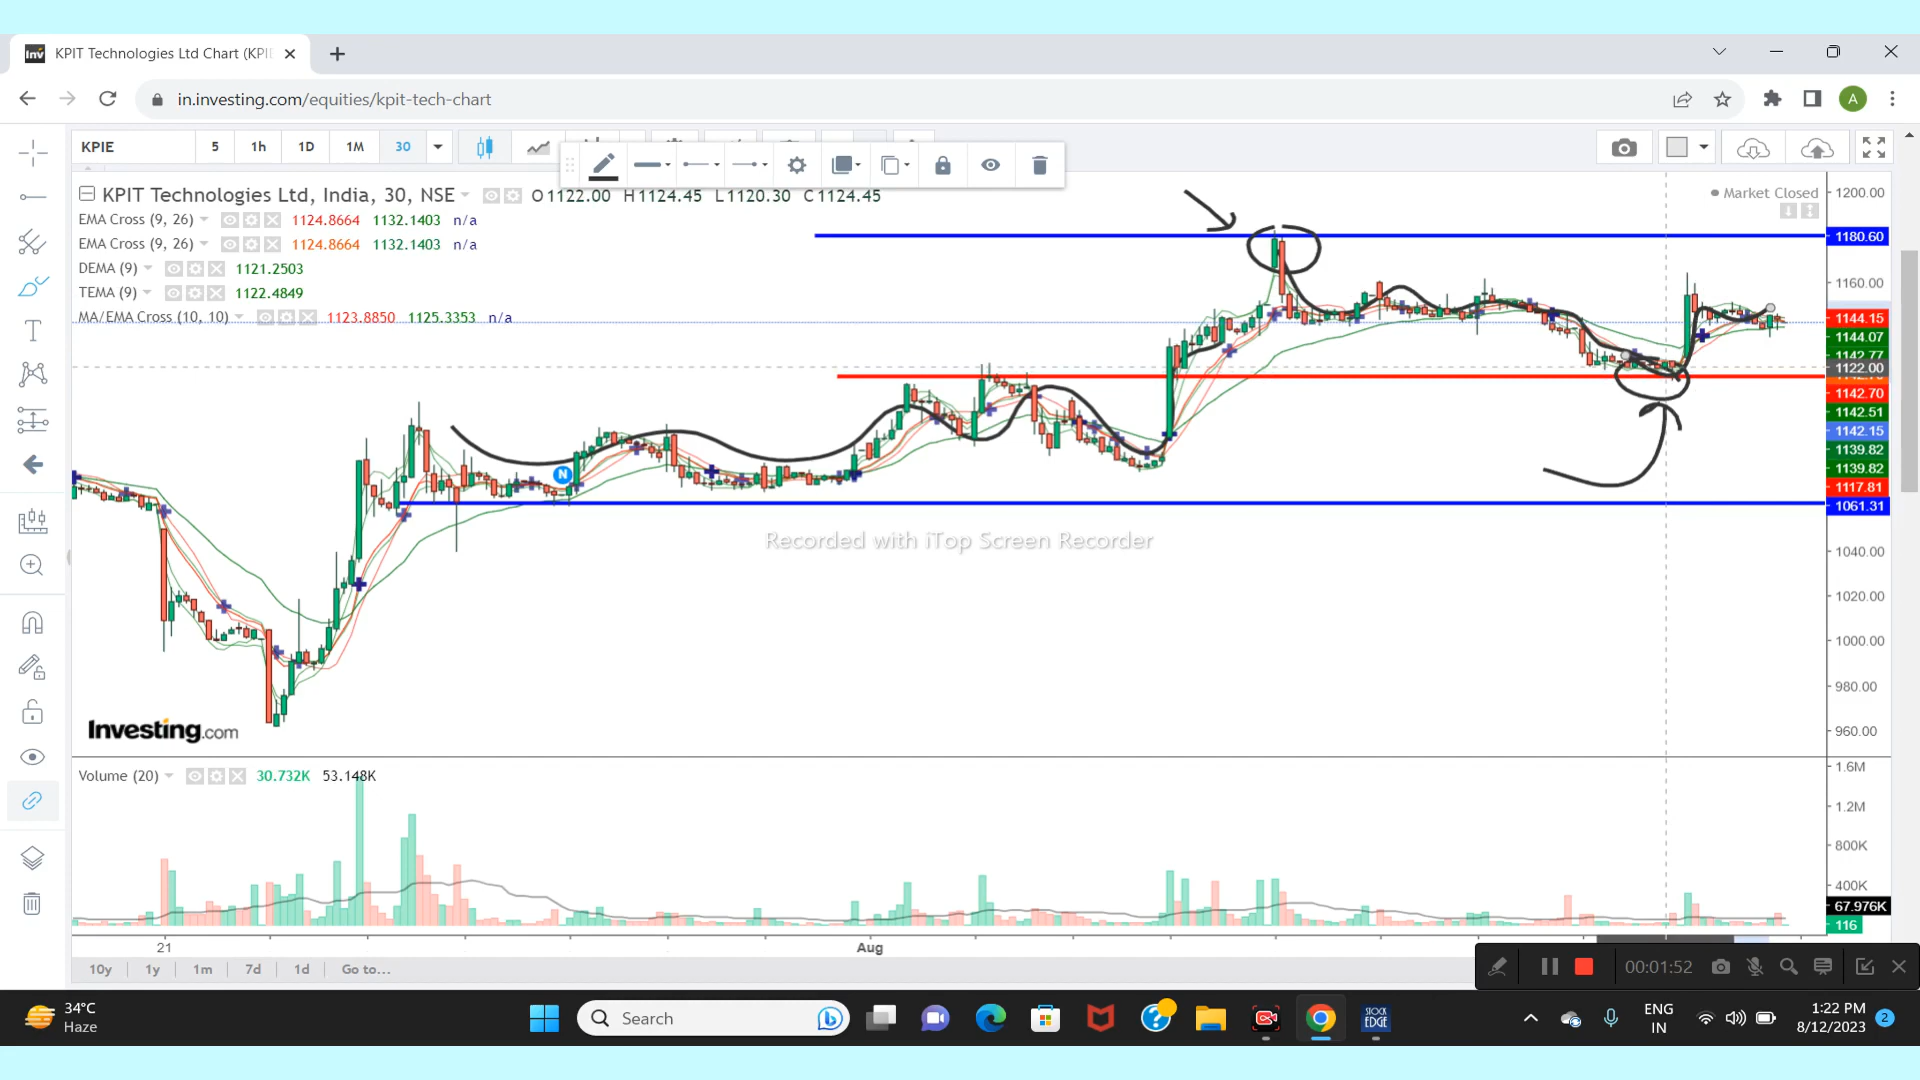 inv KPIT Technologies Ltd Chart (KPIE
in.investing.com/equities/kpit-tech-chart
A
KPIE 5 1h 1D 1M 30
KPIT Technologies Ltd, India, 30, NSE O1122.00 H1124.45 L1120.30 C1124.45
Market Closed
EMA Cross (9, 26) 1124.8664 1132.1403 n/a
EMA Cross (9, 26) 1124.8664 1132.1403 n/a
DEMA (9) 1121.2503
TEMA (9) 1122.4849
MA/EMA Cross (10, 10) 1123.8850 1125.3353 n/a
1200.00
1180.60
1160.00
1144.15
1144.07
1142.77
1122.00
1142.70
1142.51
1142.15
1139.82
1139.82
1117.81
1061.31
1040.00
1020.00
1000.00
980.00
960.00
N
Recorded with iTop Screen Recorder
Investing.com
Volume (20) 30.732K 53.148K
1.6M
1.2M
800K
400K
67.976K
116
21 Aug
10y 1y 1m 7d 1d Go to...
00:01:52
34°C
Haze
Search
STOCK
EDGE
ENG
IN
1:22 PM
8/12/2023
2